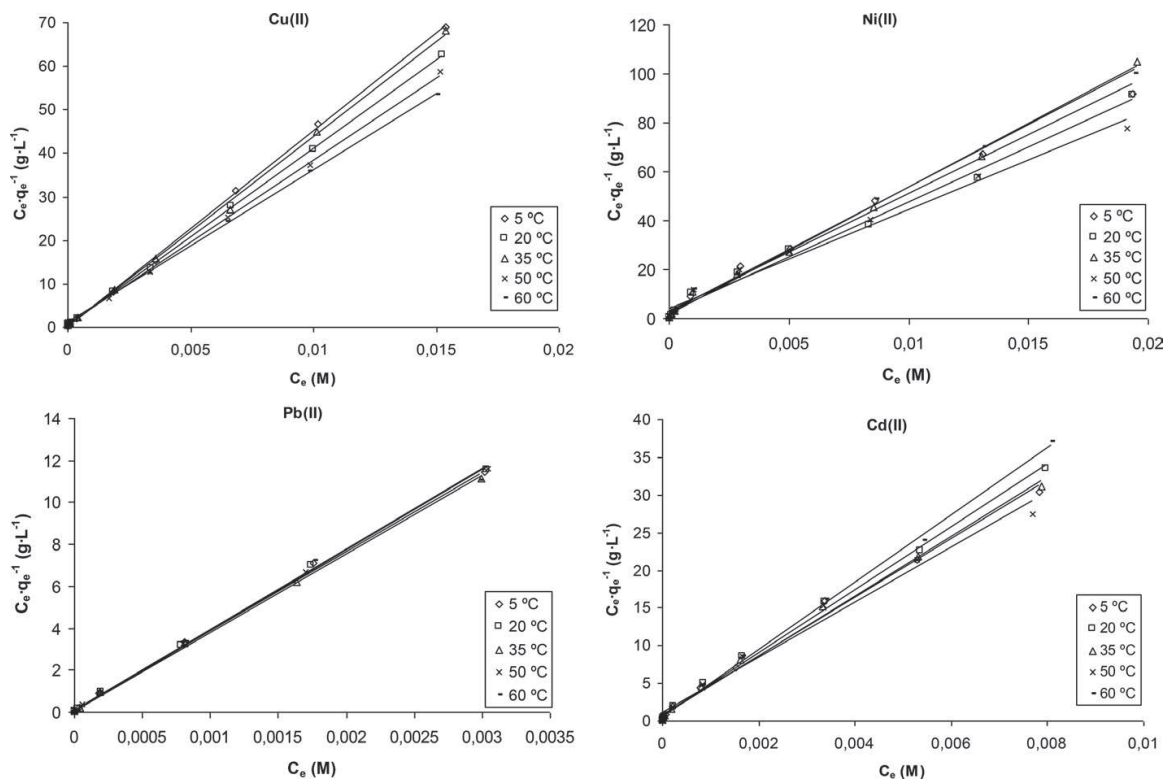 Cu(II)
70
60
50
40
30
20
10
0
Ce·qe-1 (g·L-1)
0
0,005
0,01
0,015
0,02
Ce (M)
5 ºC
20 ºC
35 ºC
50 ºC
60 ºC
Ni(II)
120
100
80
60
40
20
0
Ce·qe-1 (g·L-1)
0
0,005
0,01
0,015
0,02
Ce (M)
5 ºC
20 ºC
35 ºC
50 ºC
60 ºC
Pb(II)
14
12
10
8
6
4
2
0
Ce·qe-1 (g·L-1)
0
0,0005
0,001
0,0015
0,002
0,0025
0,003
0,0035
Ce (M)
5 ºC
20 ºC
35 ºC
50 ºC
60 ºC
Cd(II)
40
35
30
25
20
15
10
5
0
Ce·qe-1 (g·L-1)
0
0,002
0,004
0,006
0,008
0,01
Ce (M)
5 ºC
20 ºC
35 ºC
50 ºC
60 ºC